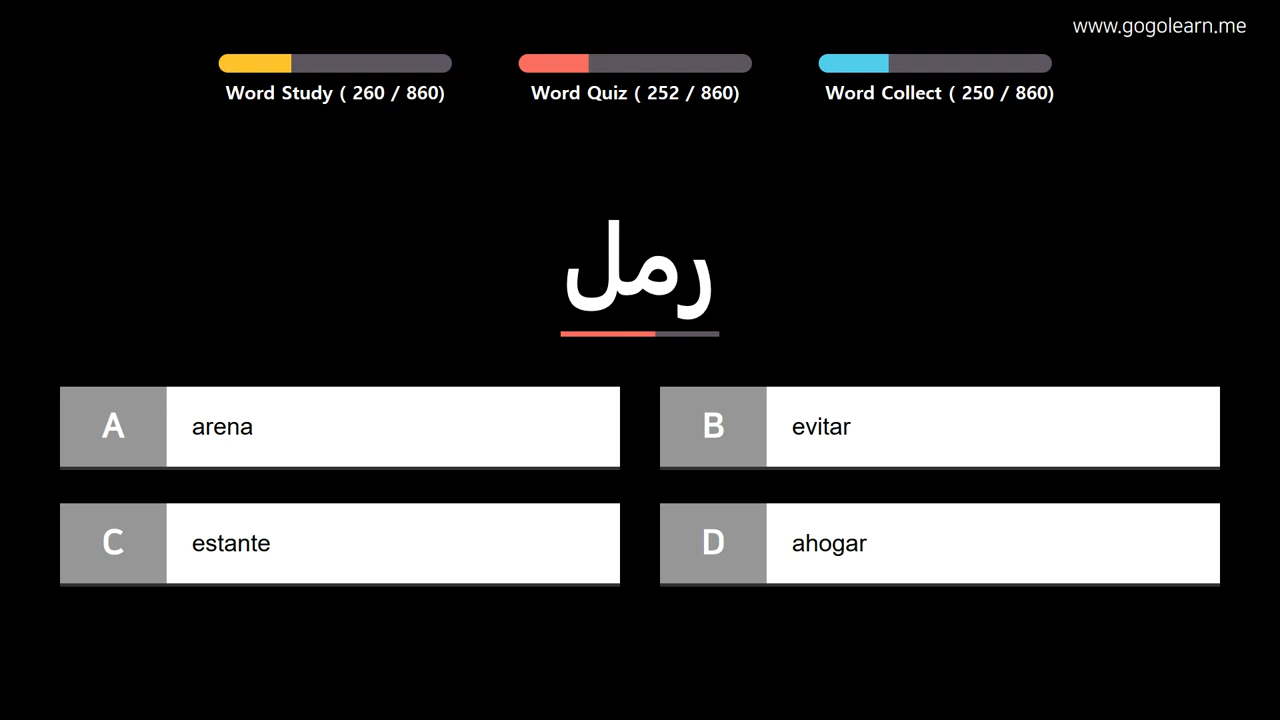 www.gogolearn.me
Word Study ( 260 / 860)
Word Quiz ( 252 / 860)
Word Collect ( 250 / 860)
رمل
A arena
B evitar
C estante
D ahogar